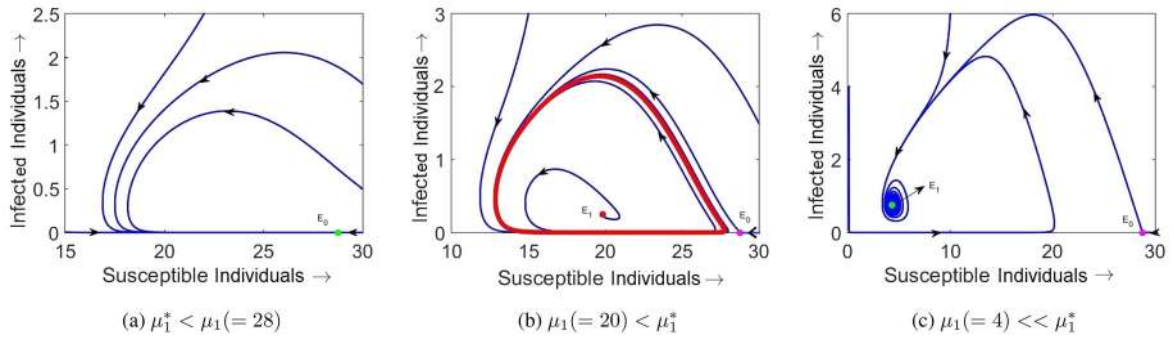 Infected Individuals →
2.5
2
1.5
1
0.5
0
15
20
25
30
E0
Susceptible Individuals →
(a) μ₁* < μ₁(= 28)
Infected Individuals →
3
2
1
0
10
15
20
25
30
E1
E0
Susceptible Individuals →
(b) μ₁(= 20) < μ₁*
Infected Individuals →
6
4
2
0
0
10
20
30
E1
E0
Susceptible Individuals →
(c) μ₁(= 4) << μ₁*